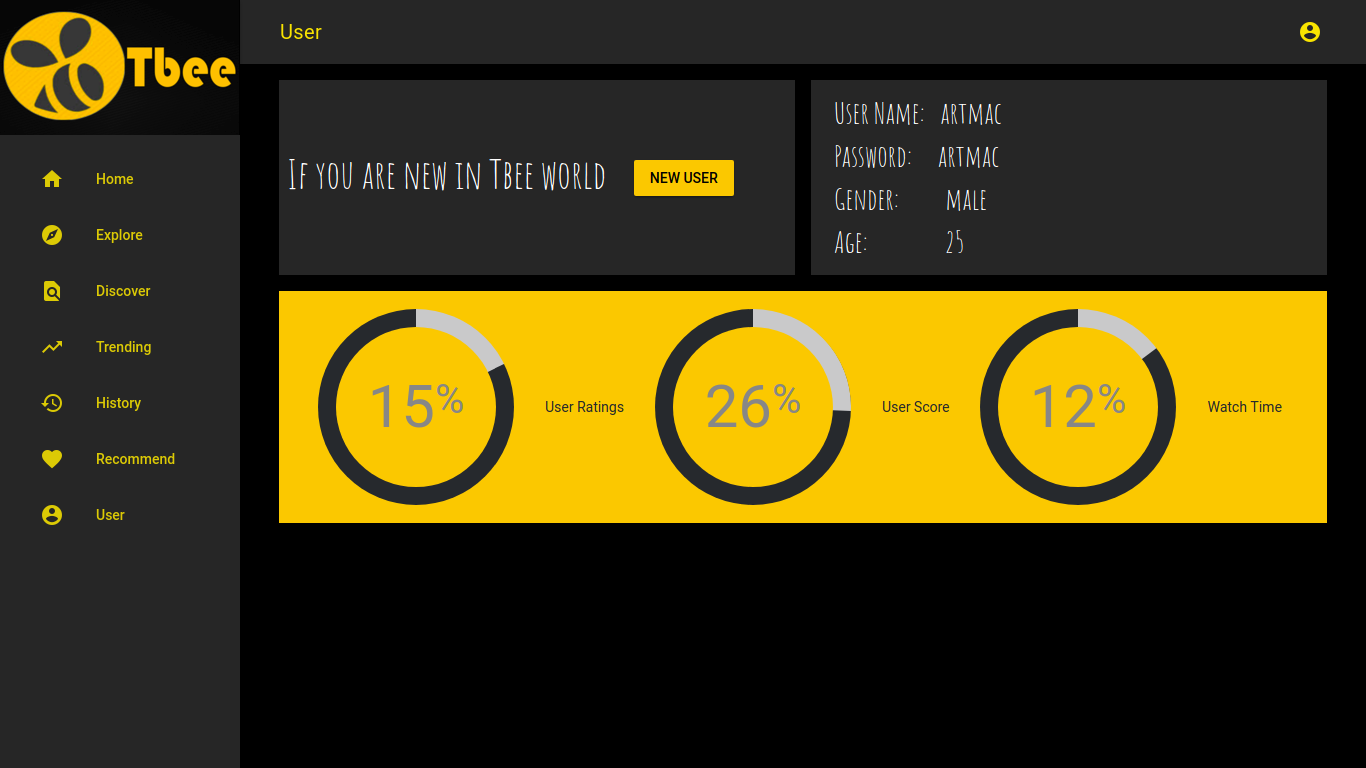 Tbee
User
Home
Explore
Discover
Trending
History
Recommend
User
If you are new in Tbee world
NEW USER
User Name: artmac
Password: artmac
Gender: male
Age: 25
15%
User Ratings
26%
User Score
12%
Watch Time